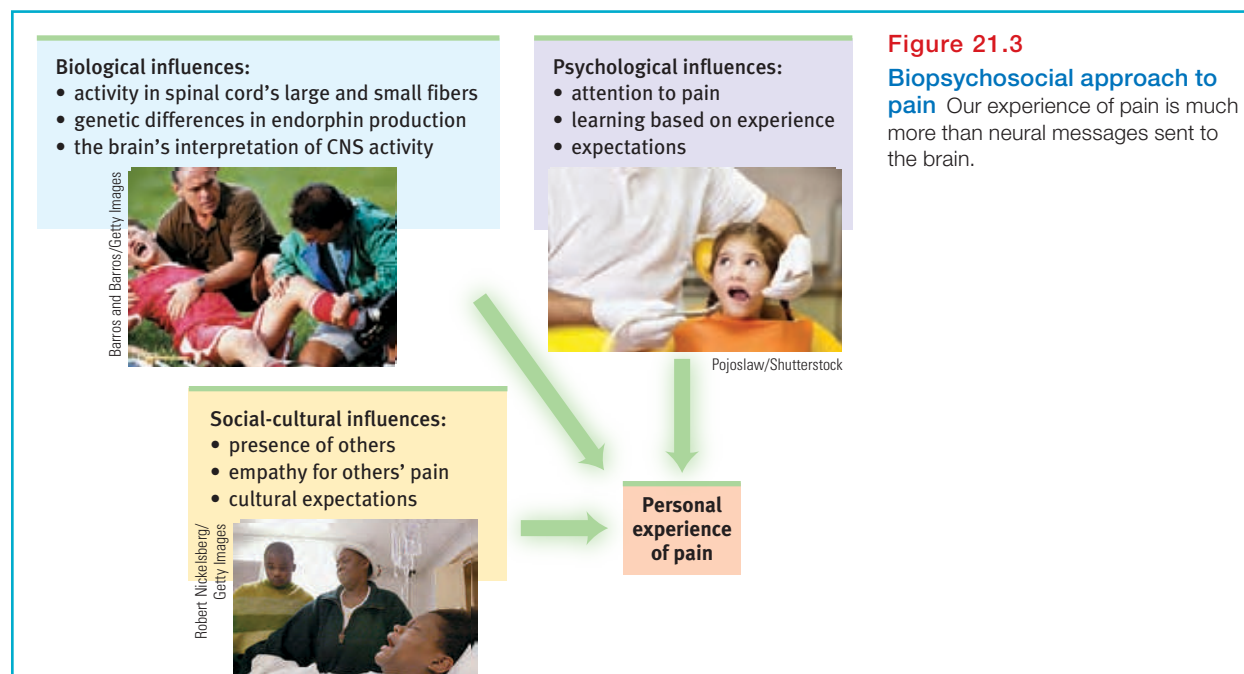 Biological influences:
• activity in spinal cord's large and small fibers
• genetic differences in endorphin production
• the brain's interpretation of CNS activity
Barros and Barros/Getty Images
Psychological influences:
• attention to pain
• learning based on experience
• expectations
Pojoslaw/Shutterstock
Social-cultural influences:
• presence of others
• empathy for others' pain
• cultural expectations
Robert Nickelsberg/
Getty Images
Personal
experience
of pain
Figure 21.3
Biopsychosocial approach to
pain Our experience of pain is much
more than neural messages sent to
the brain.